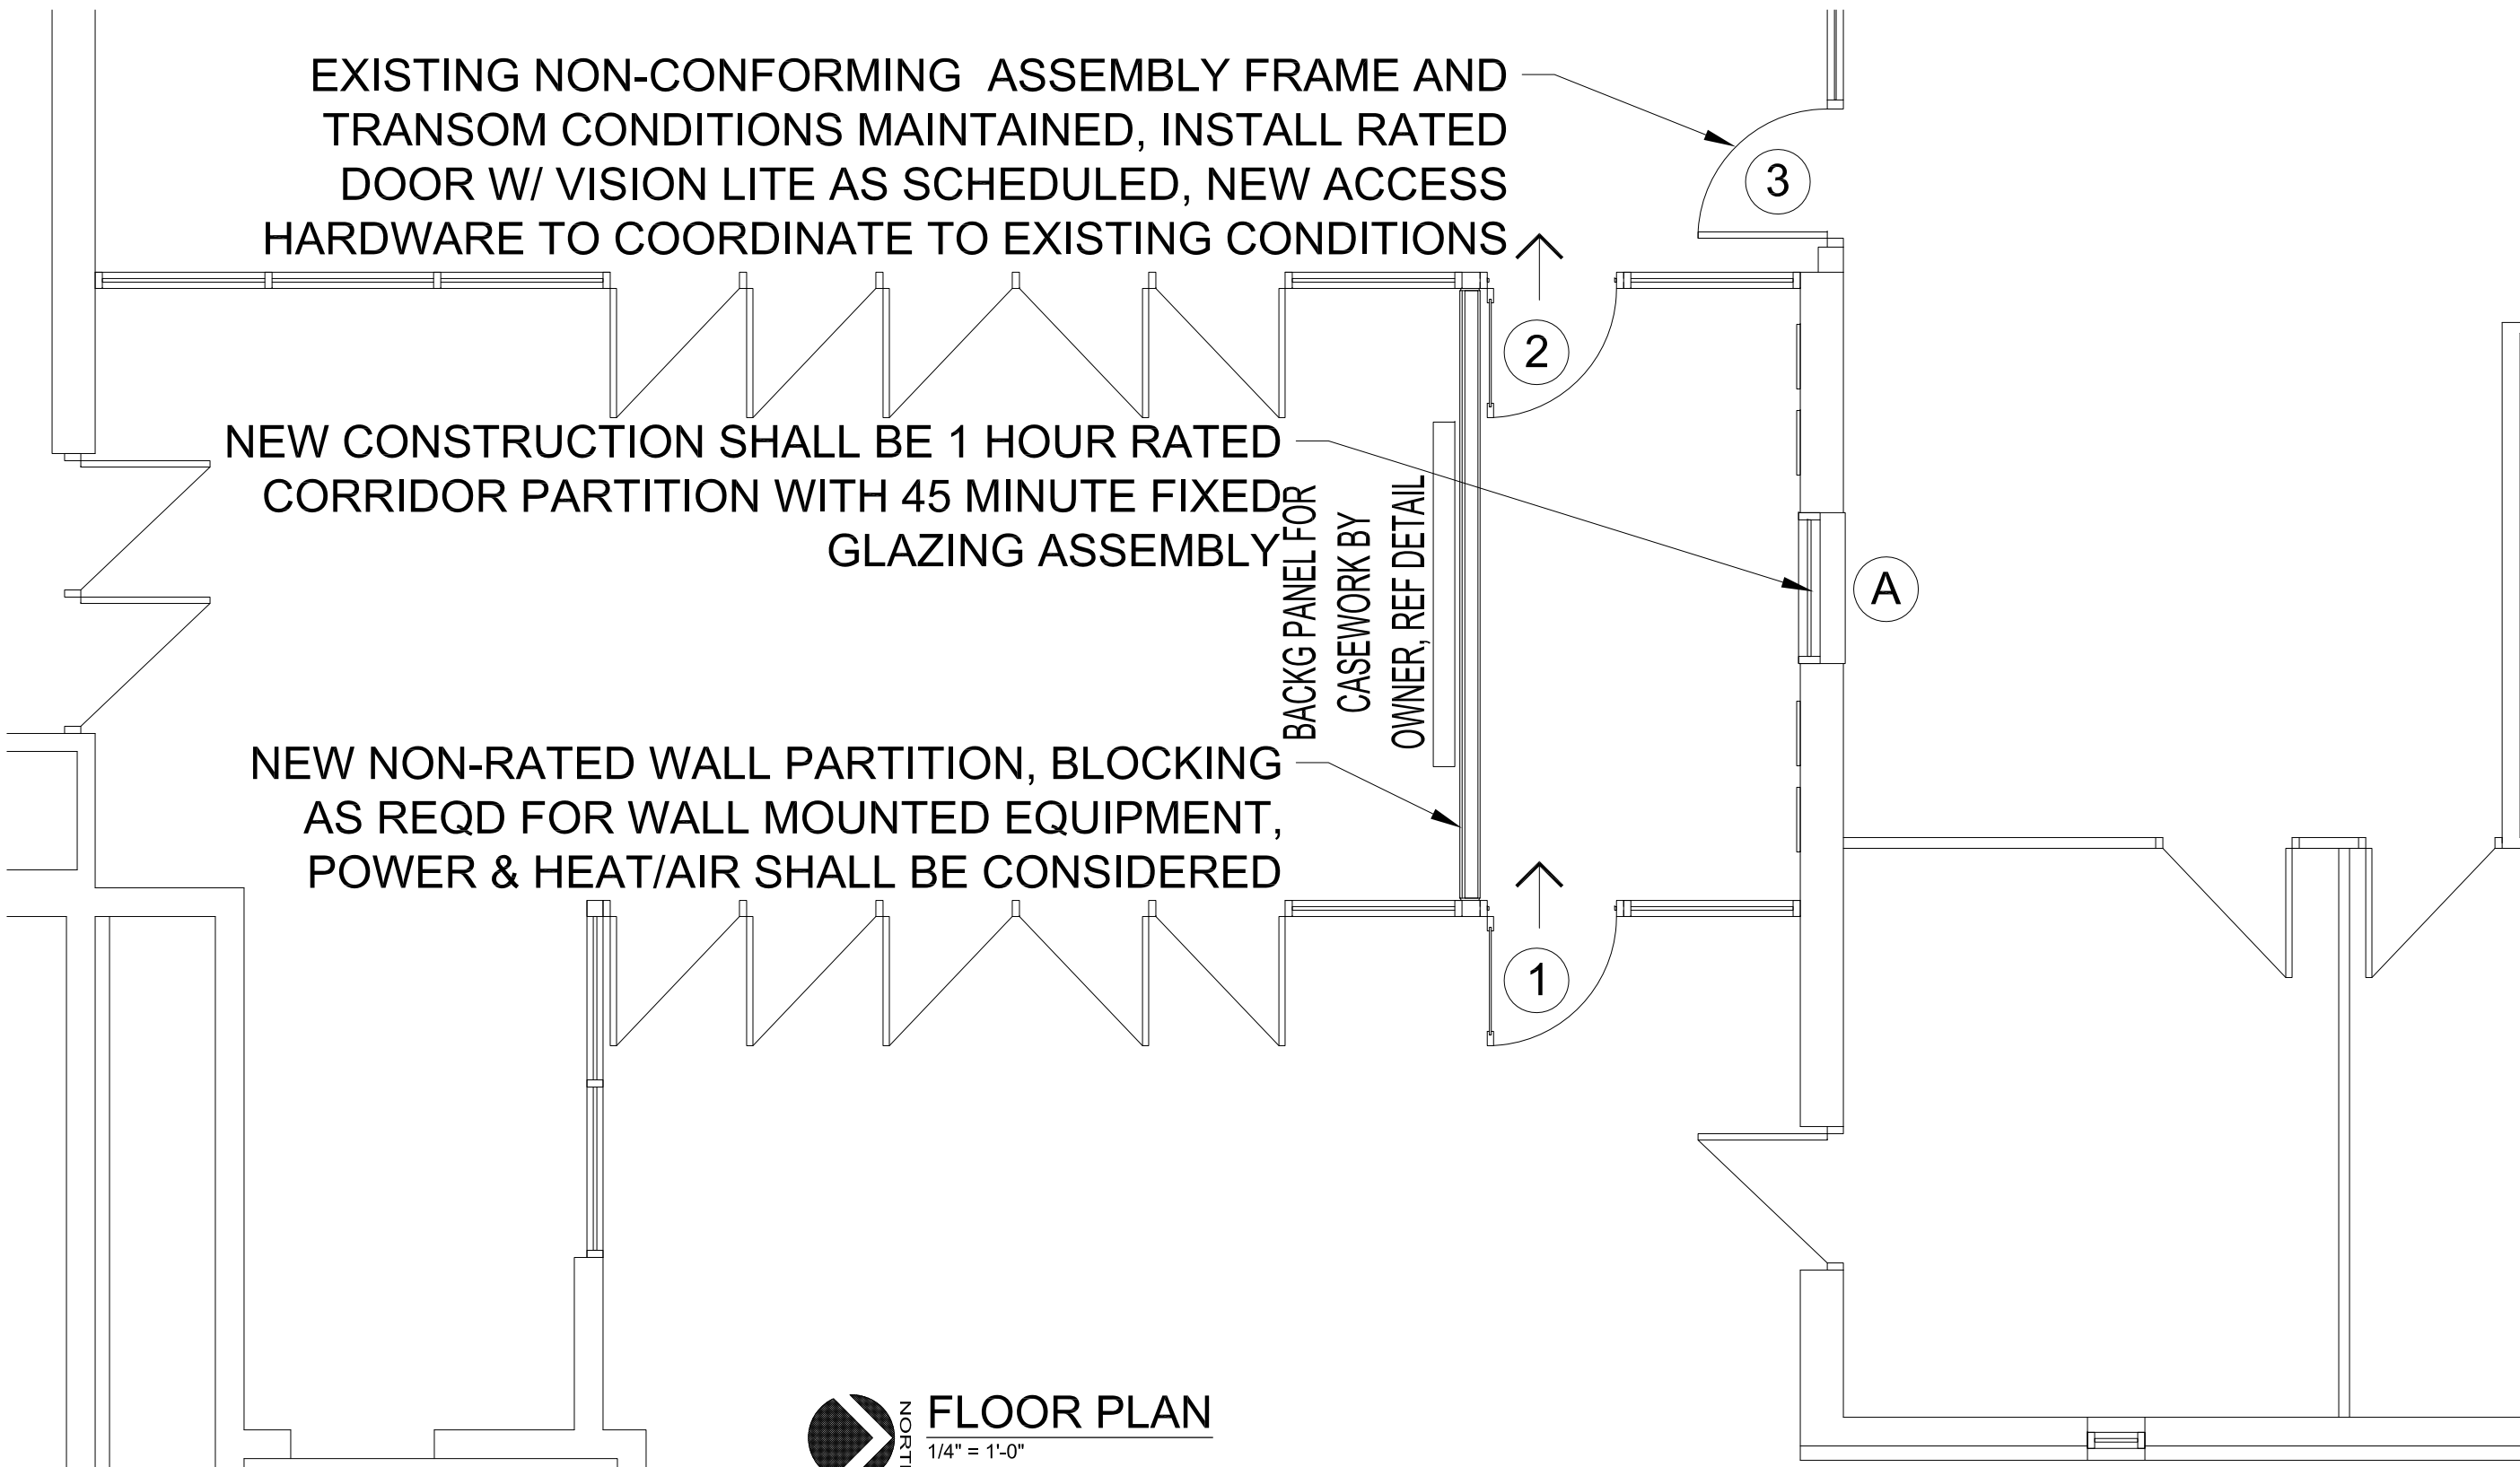 EXISTING NON-CONFORMING ASSEMBLY FRAME AND
TRANSOM CONDITIONS MAINTAINED, INSTALL RATED
DOOR W/ VISION LITE AS SCHEDULED, NEW ACCESS
HARDWARE TO COORDINATE TO EXISTING CONDITIONS
3
2
NEW CONSTRUCTION SHALL BE 1 HOUR RATED
CORRIDOR PARTITION WITH 45 MINUTE FIXED
GLAZING ASSEMBLY
BACKG PANEL FOR
CASEWORK BY
OWNER, REF DETAIL
A
NEW NON-RATED WALL PARTITION, BLOCKING
AS REQD FOR WALL MOUNTED EQUIPMENT,
POWER & HEAT/AIR SHALL BE CONSIDERED
1
NORTH
FLOOR PLAN
1/4" = 1'-0"